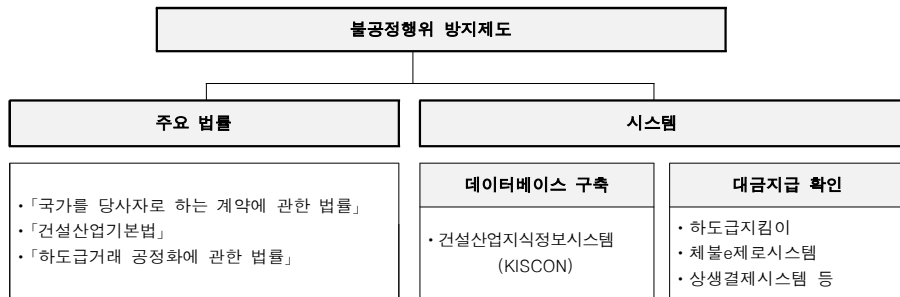 불공정행위 방지제도
주요 법률
시스템
·「국가를 당사자로 하는 계약에 관한 법률」
·「건설산업기본법」
·「하도급거래 공정화에 관한 법률」
데이터베이스 구축
· 건설산업지식정보시스템
(KISCON)
대금지급 확인
· 하도급지킴이
· 체불e제로시스템
· 상생결제시스템 등